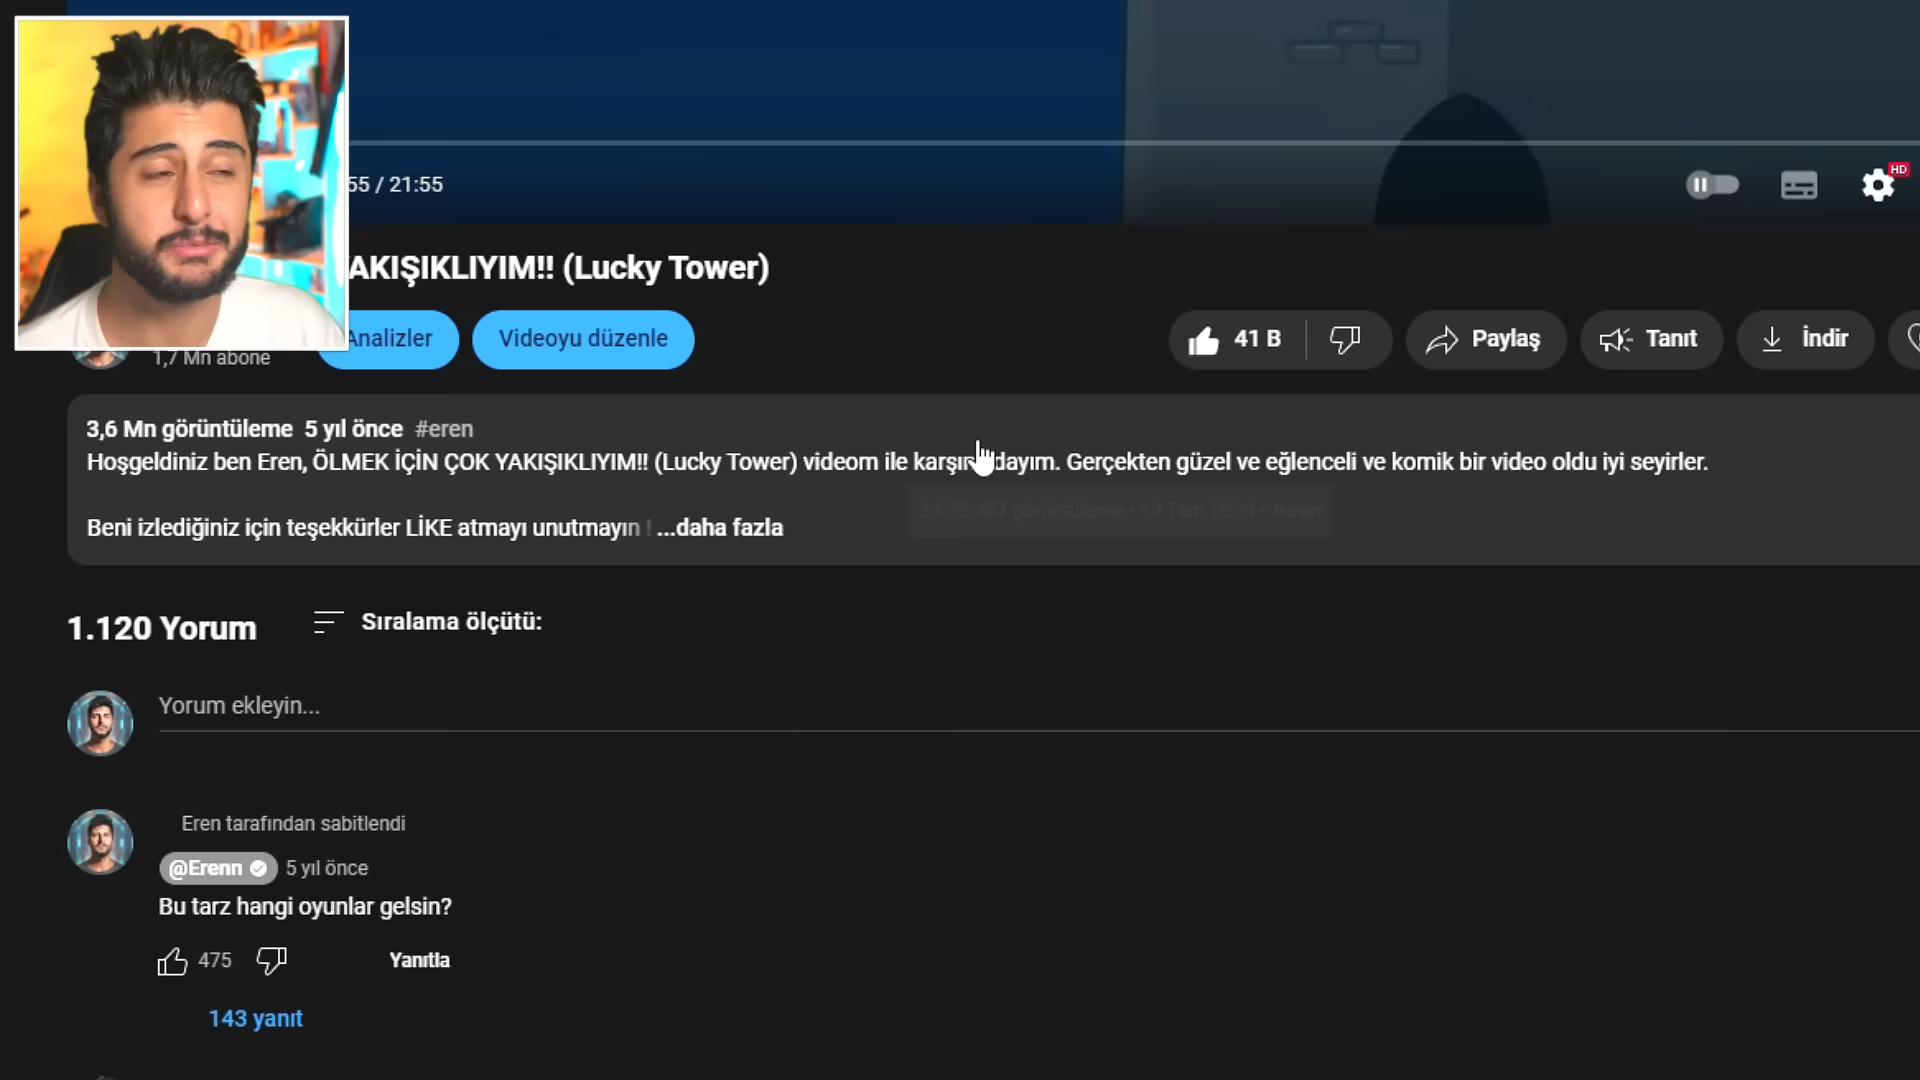 55 / 21:55
HD
AKIŞIKLIYIM!! (Lucky Tower)
1,7 Mn abone
Analizler
Videoyu düzenle
41 B
Paylaş
Tanıt
İndir
3,6 Mn görüntüleme 5 yıl önce #eren
Hoşgeldiniz ben Eren, ÖLMEK İÇİN ÇOK YAKIŞIKLIYIM!! (Lucky Tower) videom ile karşınızdayım. Gerçekten güzel ve eğlenceli ve komik bir video oldu iyi seyirler.
Beni izlediğiniz için teşekkürler LİKE atmayı unutmayın ! ...daha fazla
1.120 Yorum
Sıralama ölçütü:
Yorum ekleyin...
Eren tarafından sabitlendi
@Erenn 5 yıl önce
Bu tarz hangi oyunlar gelsin?
475
Yanıtla
143 yanıt